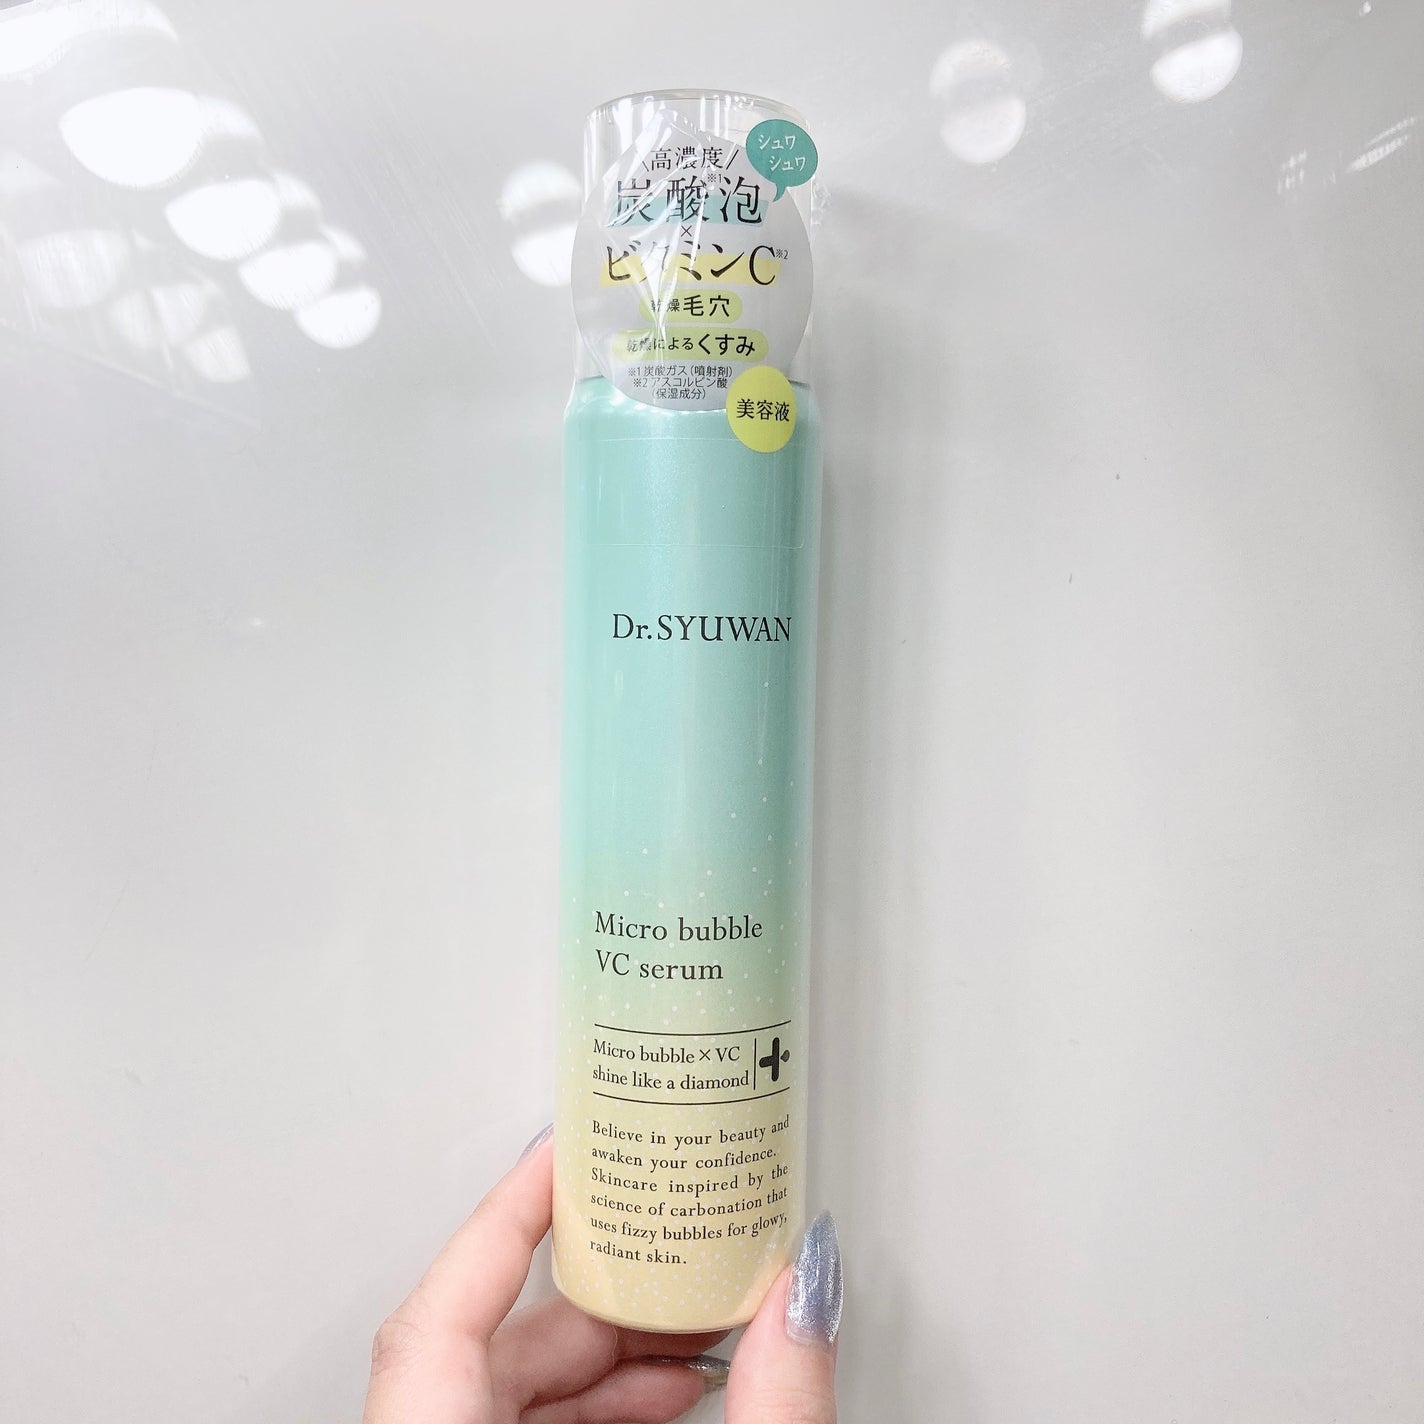 シュワ
シュワ
\高濃度/
炭酸泡※1
×
ビタミンC※2
乾燥毛穴
乾燥によるくすみ
※1 炭酸ガス(噴射剤)
※2 アスコルビン酸
(保湿成分)
美容液
Dr.SYUWAN
Micro bubble
VC serum
Micro bubble×VC
shine like a diamond
Believe in your beauty and
awaken your confidence.
Skincare inspired by the
science of carbonation that
uses fizzy bubbles for glowy,
radiant skin.